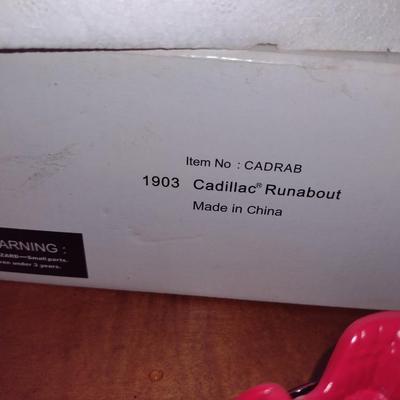 Item No : CADRAB
1903 Cadillac® Runabout
Made in China
ARNING :
ZARD—Small parts.
ren under 3 years.